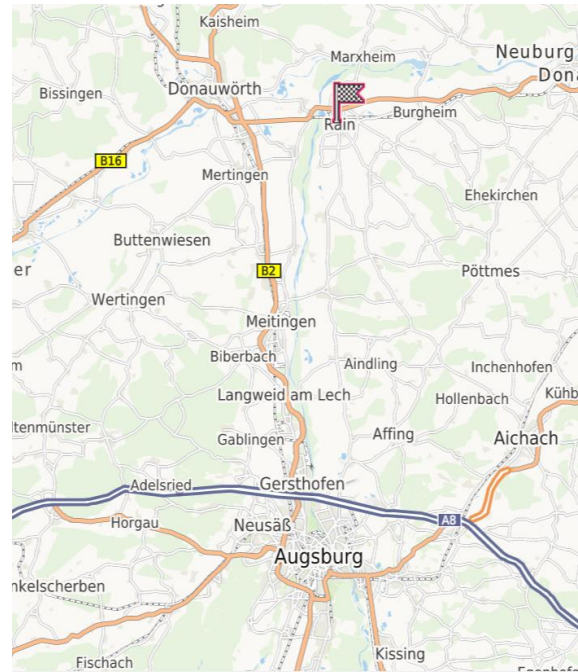 Kaisheim
Marxheim
Neuburg
Dona
Bissingen
Donauwörth
Burgheim
Rain
B16
Mertingen
Ehekirchen
Buttenwiesen
er
B2
Pöttmes
Wertingen
Meitingen
Biberbach
Aindling
Inchenhofen
m
Langweid am Lech
Hollenbach
Kühb
ltenmünster
Gablingen
Affing
Aichach
Adelsried
Gersthofen
Horgau
Neusäß
A8
Augsburg
nkelscherben
Kissing
Fischach